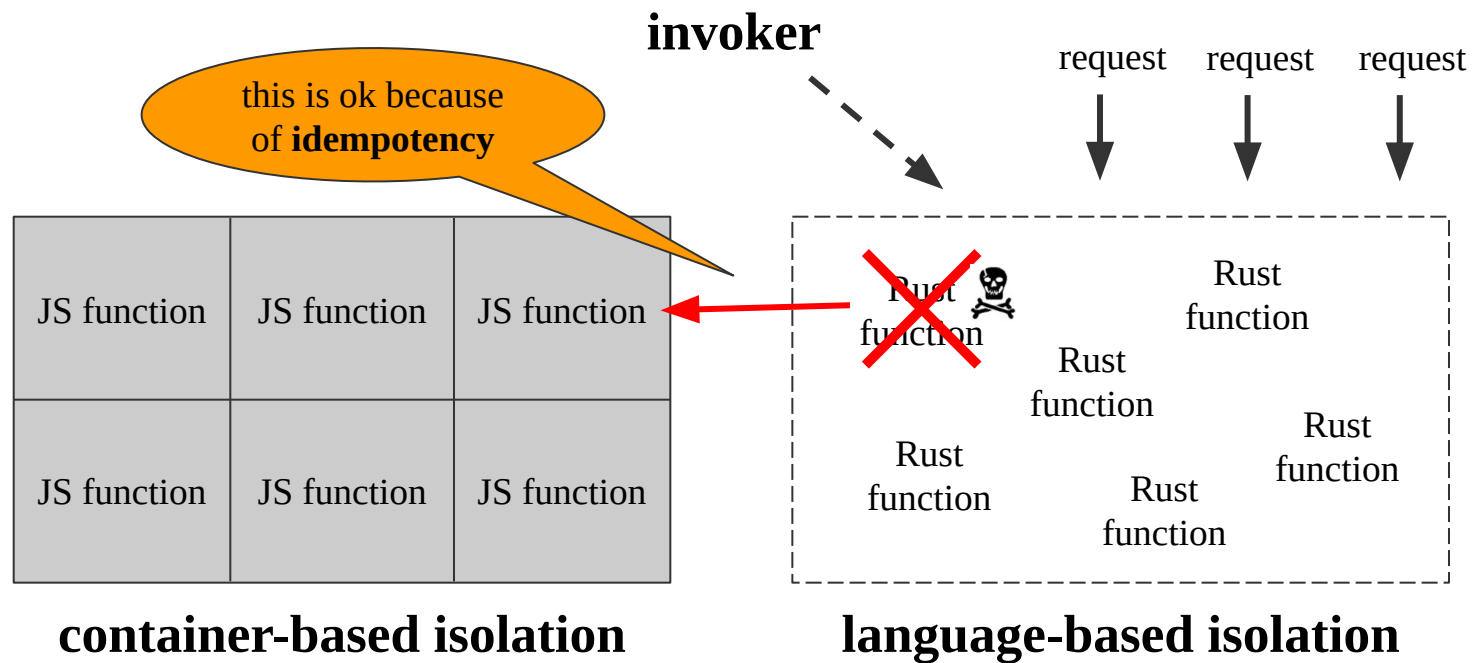 invoker
request
request
request
this is ok because
of idempotency
JS function
JS function
JS function
JS function
JS function
JS function
Rust
function
Rust
function
Rust
function
Rust
function
Rust
function
Rust
function
container-based isolation
language-based isolation